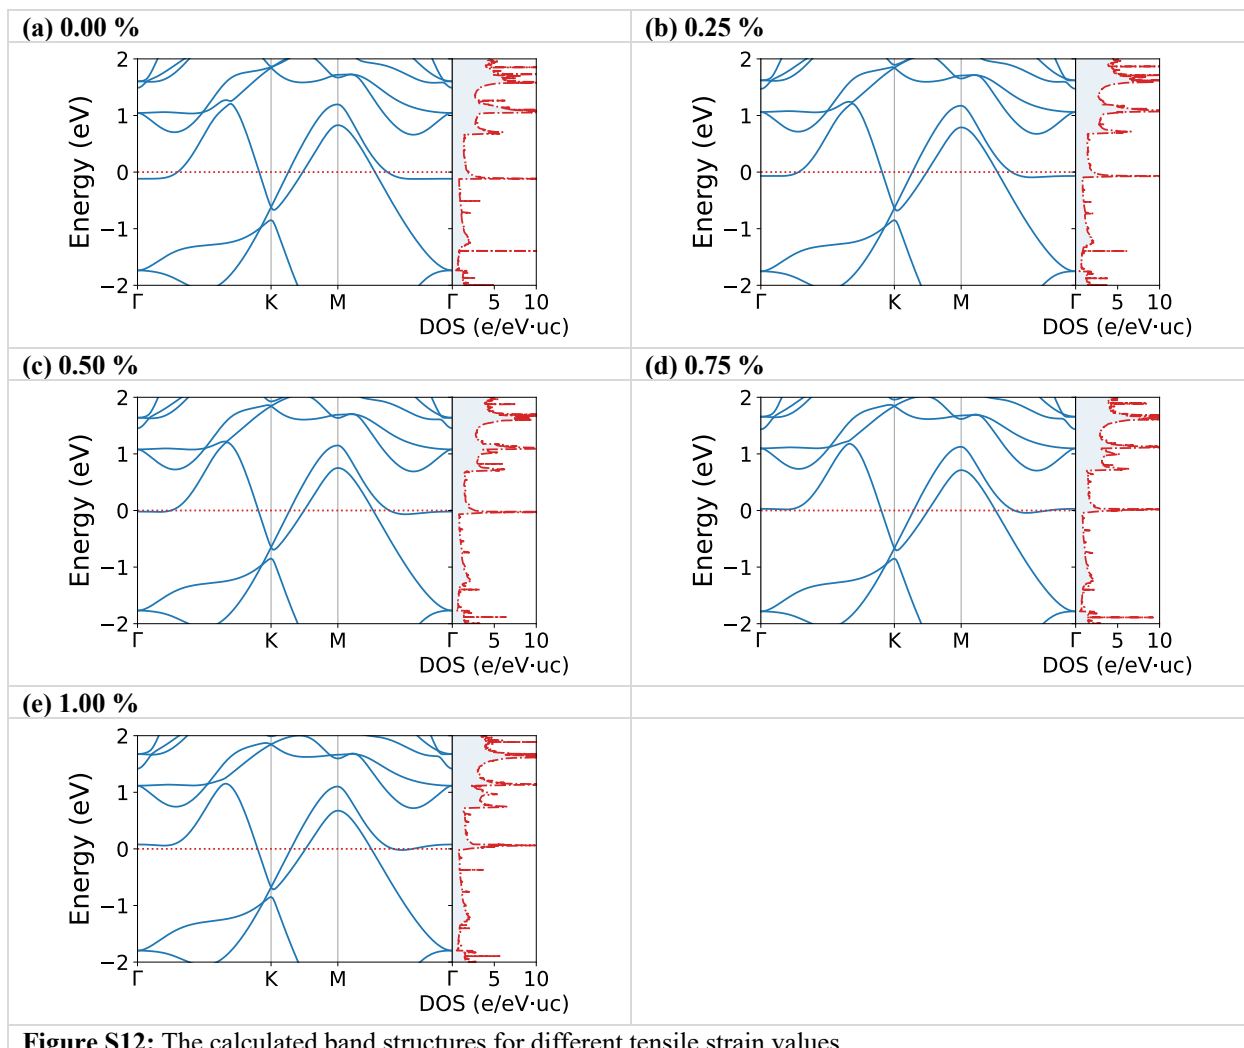 (a) 0.00 %
(b) 0.25 %
2
1
0
−1
−2
Energy (eV)
Γ K M Γ 5 10
DOS (e/eV·uc)
2
1
0
−1
−2
Energy (eV)
Γ K M Γ 5 10
DOS (e/eV·uc)
(c) 0.50 %
(d) 0.75 %
2
1
0
−1
−2
Energy (eV)
Γ K M Γ 5 10
DOS (e/eV·uc)
2
1
0
−1
−2
Energy (eV)
Γ K M Γ 5 10
DOS (e/eV·uc)
(e) 1.00 %
2
1
0
−1
−2
Energy (eV)
Γ K M Γ 5 10
DOS (e/eV·uc)
Figure S12: The calculated band structures for different tensile strain values